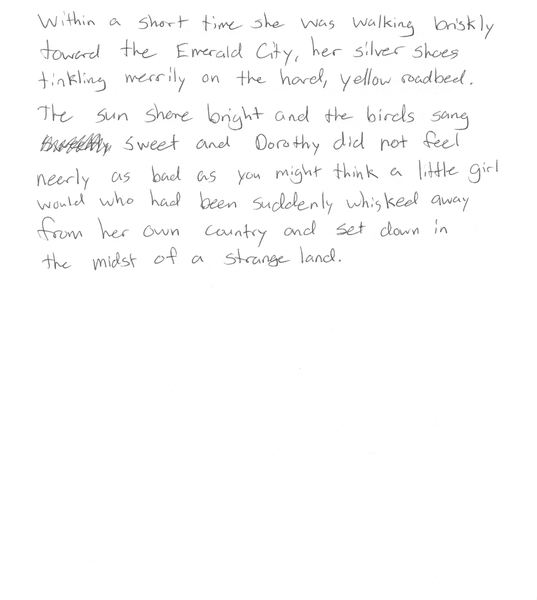 Within a short time she was walking briskly
toward the Emerald City, her silver shoes
tinkling merrily on the hard, yellow roadbed.
The sun shone bright and the birds sang
sweet and Dorothy did not feel
neerly as bad as you might think a little girl
would who had been suddenly whisked away
from her own country and set down in
the midst of a strange land.